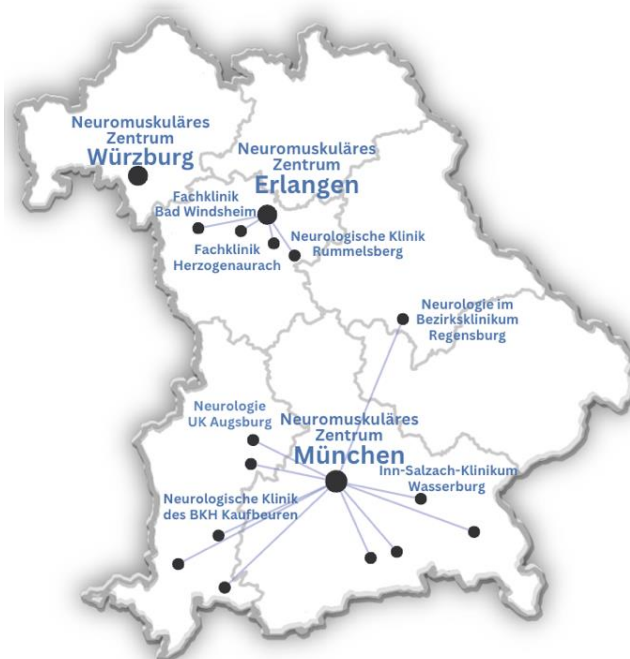 Neuromuskuläres
Zentrum
Würzburg
Neuromuskuläres
Zentrum
Erlangen
Fachklinik
Bad Windsheim
Fachklinik
Herzogenaurach
Neurologische Klinik
Rummelsberg
Neurologie im
Bezirksklinikum
Regensburg
Neurologie
UK Augsburg
Neuromuskuläres
Zentrum
München
Inn-Salzach-Klinikum
Wasserburg
Neurologische Klinik
des BKH Kaufbeuren